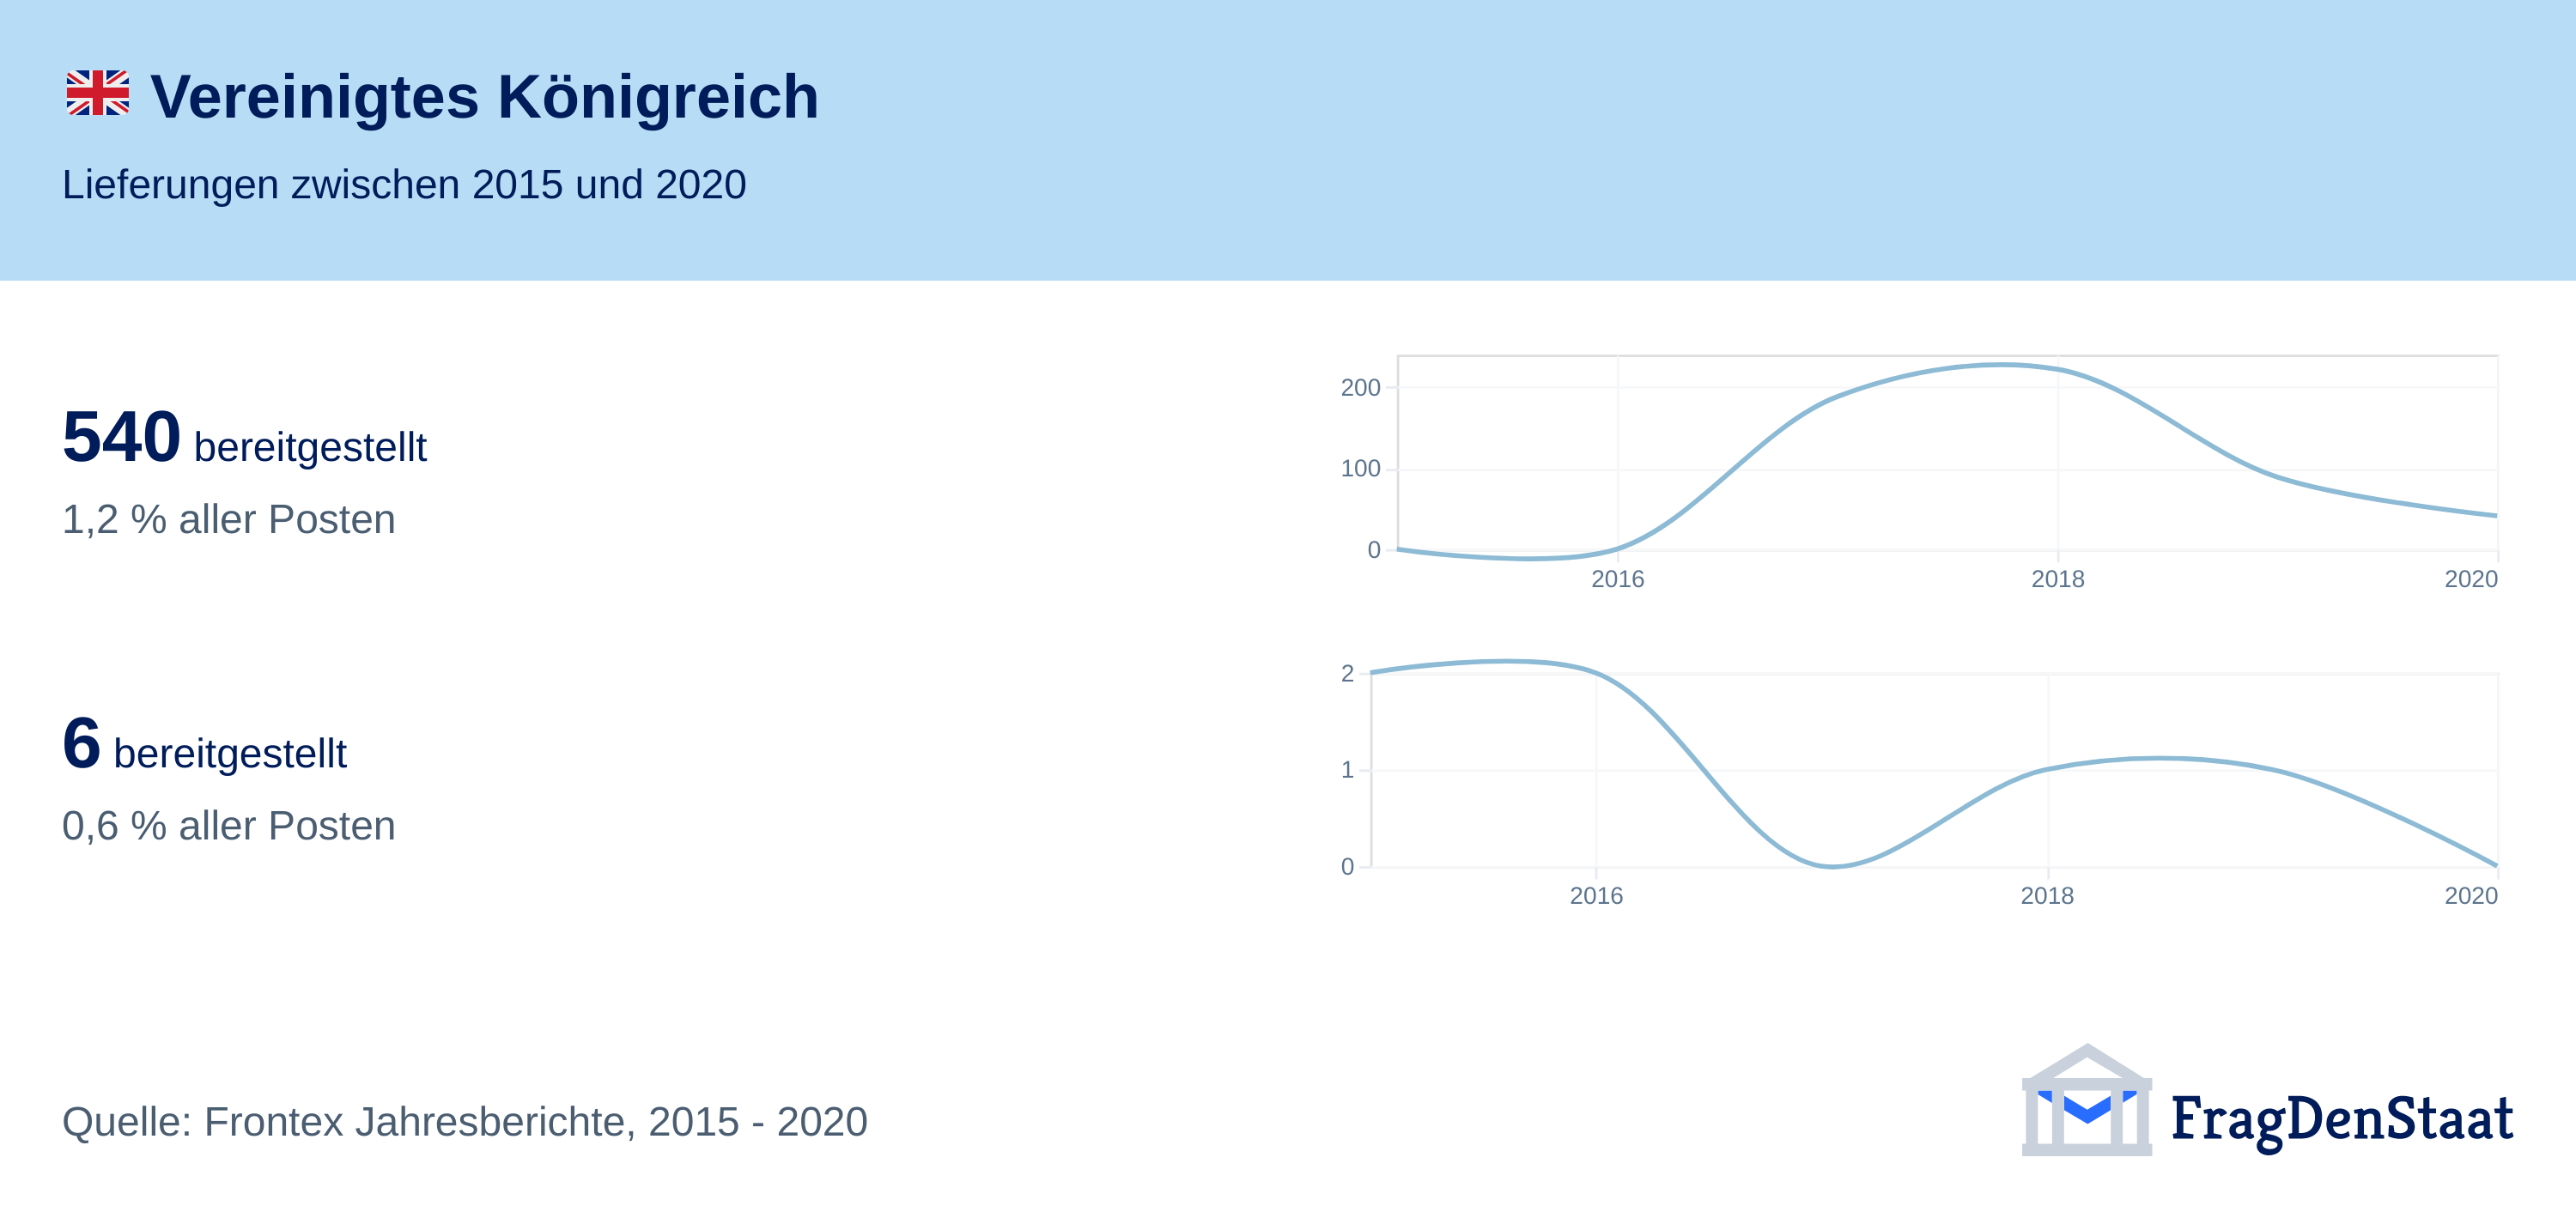 Vereinigtes Königreich
Lieferungen zwischen 2015 und 2020
540 bereitgestellt
1,2 % aller Posten
200
100
0
2016 2018 2020
6 bereitgestellt
0,6 % aller Posten
2
1
0
2016 2018 2020
Quelle: Frontex Jahresberichte, 2015 - 2020
FragDenStaat